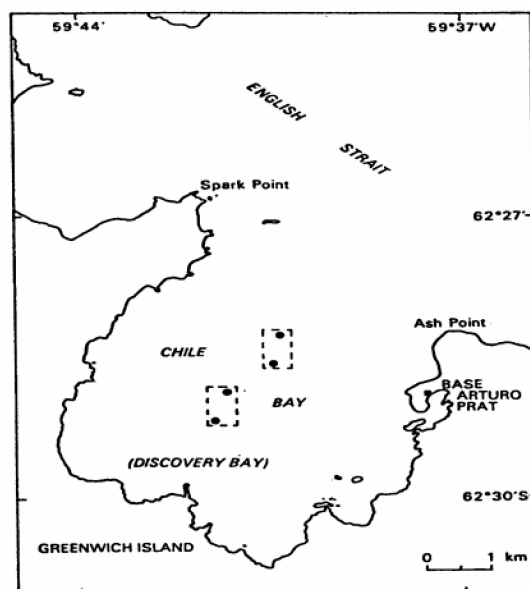 59°44'
59°37'W
ENGLISH
STRAIT
Spark Point
62°27'
Ash Point
CHILE
BASE
ARTURO
PRAT
BAY
(DISCOVERY BAY)
62°30'S
GREENWICH ISLAND
0 1 km